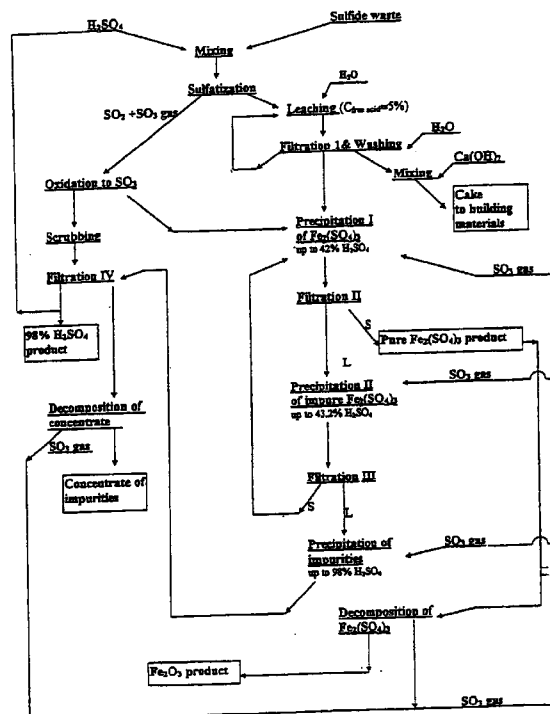 H₂SO₄
Sulfide waste
Mixing
Sulfatization
H₂O
SO₂ +SO₃ gas
Leaching (C free acid=5%)
H₂O
Filtration 1 & Washing
Ca(OH)₂
Mixing
Oxidation to SO₃
Cake
to building
materials
Precipitation I
of Fe₂(SO₄)₃
up to 42% H₂SO₄
Scrubbing
Filtration IV
SO₃ gas
Filtration II
S
98% H₂SO₄
product
Pure Fe₂(SO₄)₃ product
L
SO₃ gas
Precipitation II
of impure Fe₂(SO₄)₃
up to 43.2% H₂SO₄
Decomposition of
concentrate
SO₃ gas
Concentrate of
impurities
Filtration III
S
L
Precipitation of
impurities
up to 98% H₂SO₄
SO₃ gas
Decomposition of
Fe₂(SO₄)₃
Fe₂O₃ product
SO₃ gas